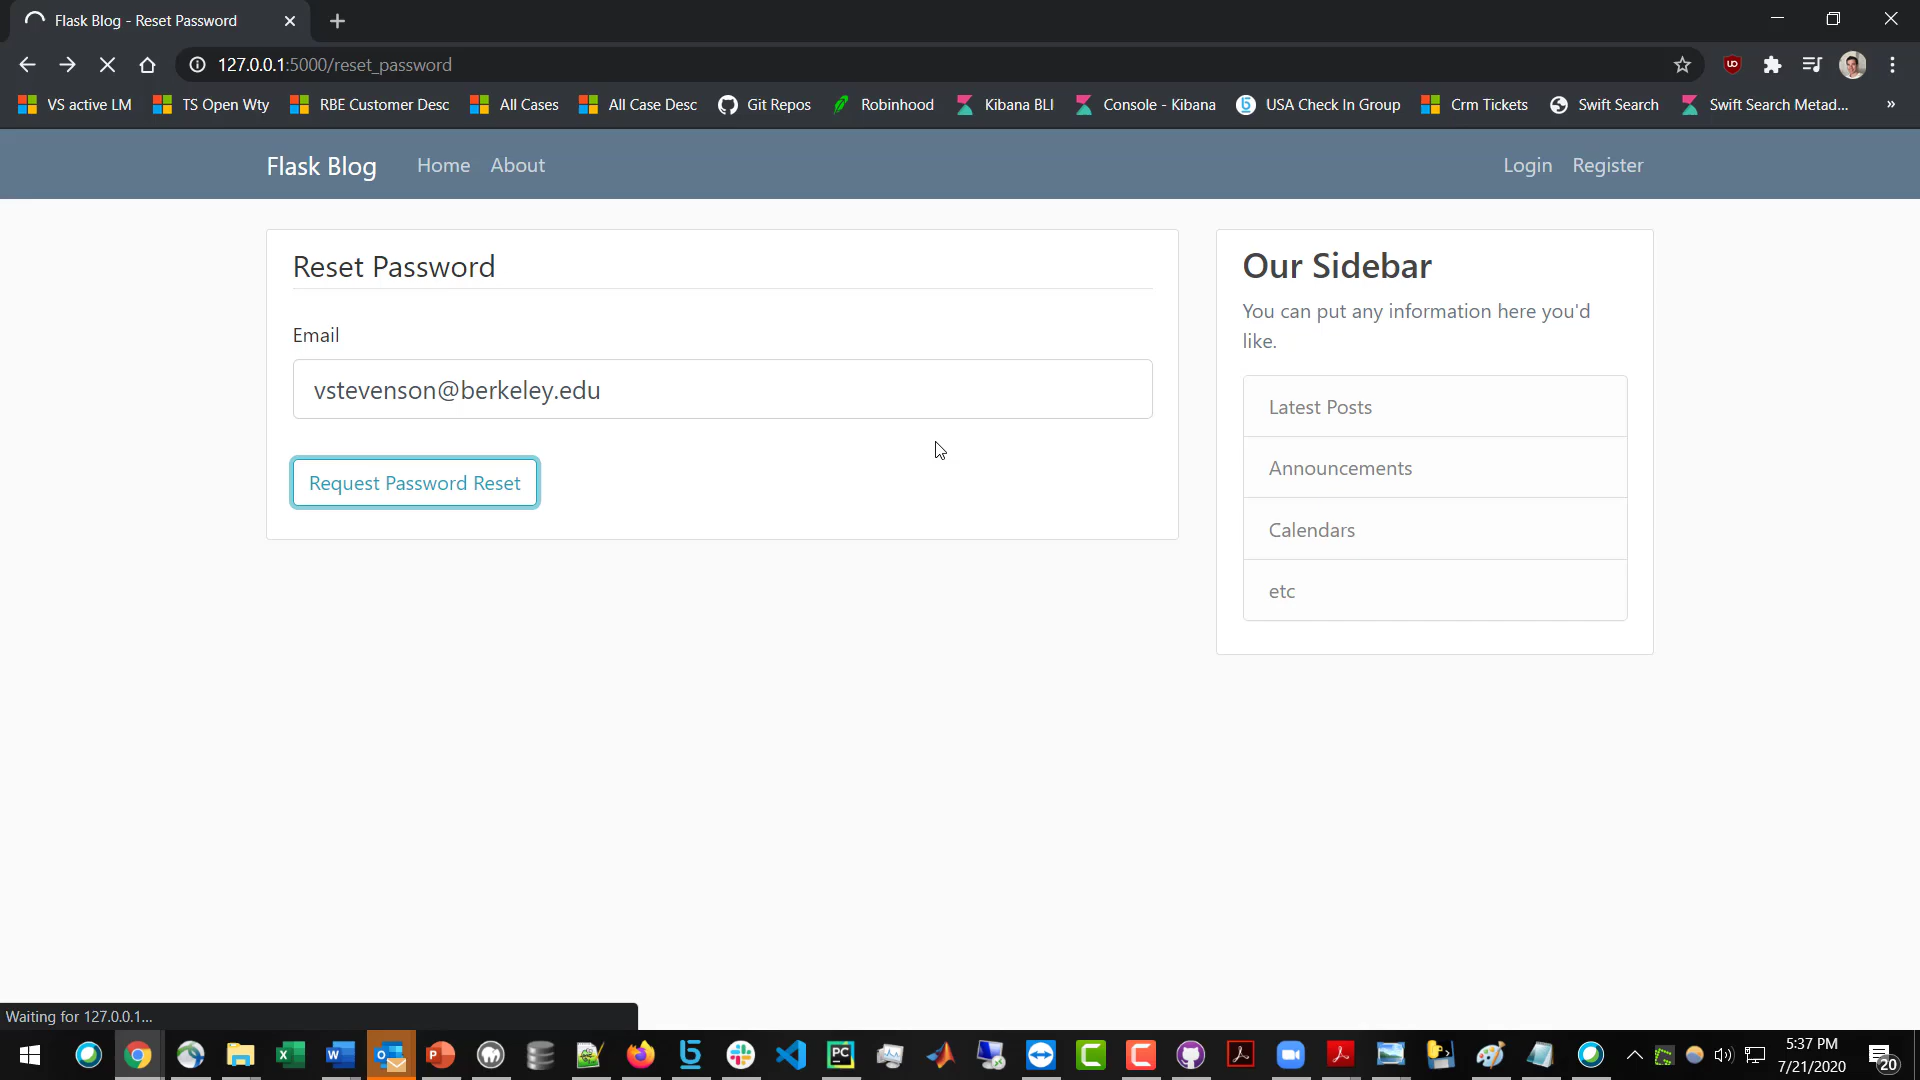 Flask Blog - Reset Password
127.0.0.1:5000/reset_password
VS active LM
TS Open Wty
RBE Customer Desc
All Cases
All Case Desc
Git Repos
Robinhood
Kibana BLI
Console - Kibana
USA Check In Group
Crm Tickets
Swift Search
Swift Search Metad...
»
Flask Blog
Home
About
Login
Register
Reset Password
Email
vstevenson@berkeley.edu
Request Password Reset
Our Sidebar
You can put any information here you'd
like.
Latest Posts
Announcements
Calendars
etc
Waiting for 127.0.0.1...
5:37 PM
7/21/2020
20